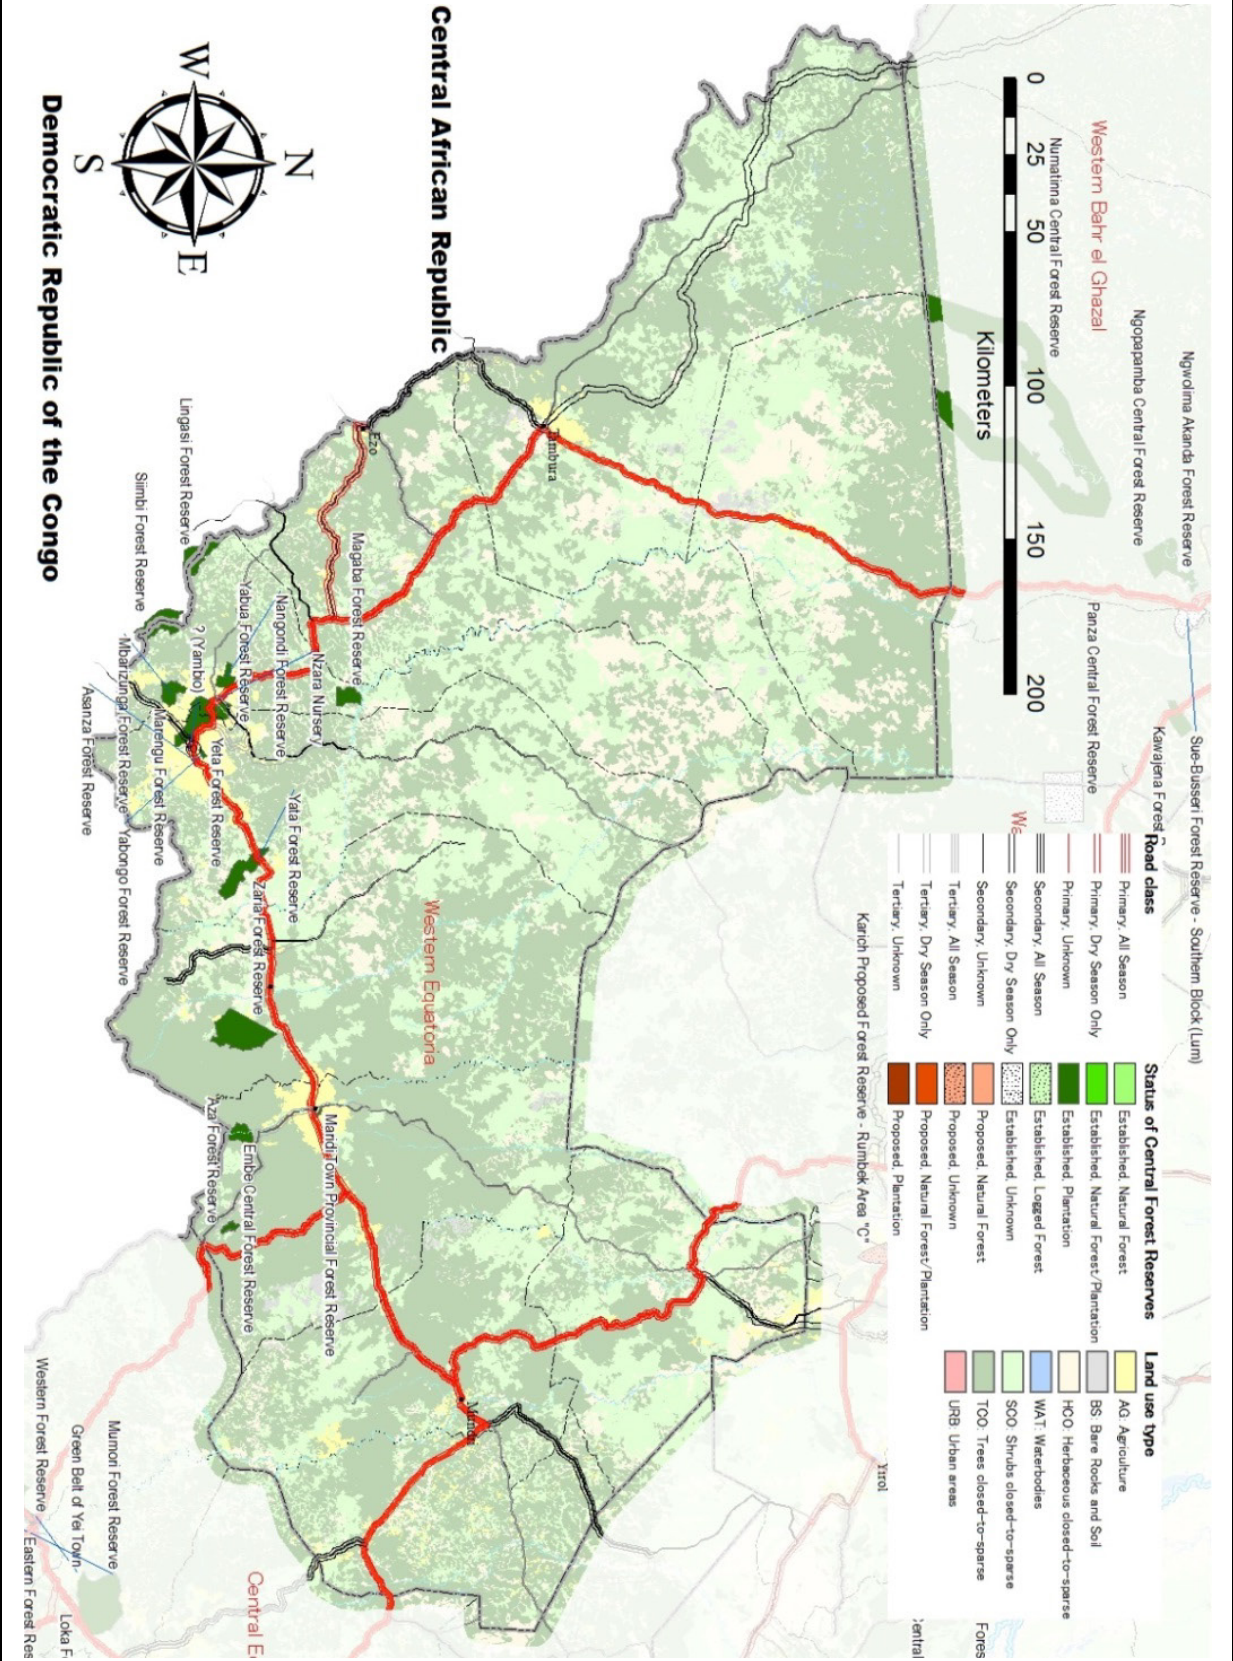 Central African Republic
Democratic Republic of the Congo
N
W
E
S
0 25 50 100 150 200
Kilometers
Western Bahr el Ghazal
Numatinna Central Forest Reserve
Ngopapamba Central Forest Reserve
Ngwolima Akanda Forest Reserve
Panza Central Forest Reserve
Kawajena Forest
Sue-Busseri Forest Reserve - Southern Block (Lum)
Karich Proposed Forest Reserve - Rumbek Area "C"
Yirol
Road class
Primary, All Season
Primary, Dry Season Only
Primary, Unknown
Secondary, All Season
Secondary, Dry Season Only
Secondary, Unknown
Tertiary, All Season
Tertiary, Dry Season Only
Tertiary, Unknown
Status of Central Forest Reserves
Established, Natural Forest
Established, Natural Forest/Plantation
Established, Plantation
Established, Logged Forest
Established, Unknown
Proposed, Natural Forest
Proposed, Unknown
Proposed, Natural Forest/Plantation
Proposed, Plantation
Land use type
AG: Agriculture
BS: Bare Rocks and Soil
HCO: Herbaceous closed-to-sparse
WAT: Waterbodies
SCO: Shrubs closed-to-sparse
TCO: Trees closed-to-sparse
URB: Urban areas
Tambura
Ezo
Lingasi Forest Reserve
Siimbi Forest Reserve
Magaba Forest Reserve
Nzara Nursery
Nangondi Forest Reserve
Yabua Forest Reserve
? (Yambio)
Mbarizunga Forest Reserve
Asanza Forest Reserve
Marengu Forest Reserve
Yeta Forest Reserve
Yabongo Forest Reserve
Yata Forest Reserve
Zaria Forest Reserve
Western Equatoria
Maridi Town Provincial Forest Reserve
Embe Central Forest Reserve
Aza Forest Reserve
Central E
Mumori Forest Reserve
Green Belt of Yei Town
Western Forest Reserve
Eastern Forest Res
Loka F
Fores